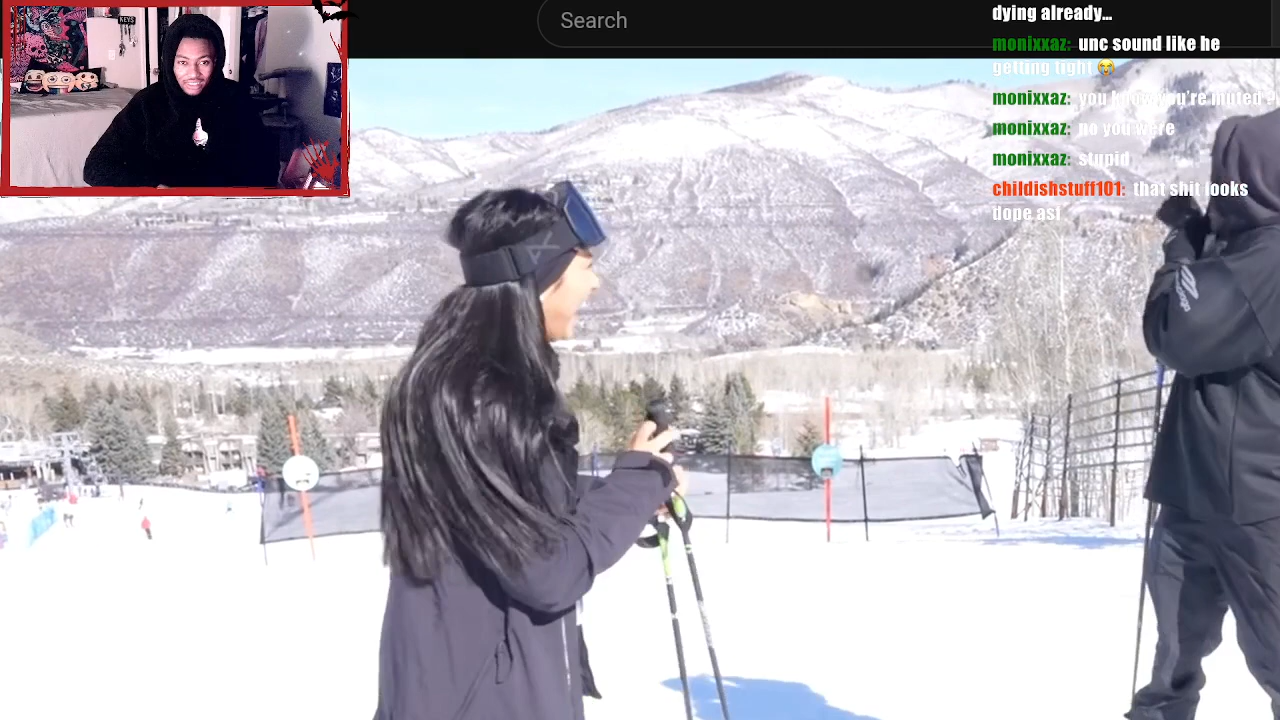 KEYS
Search
dying already...
monixxaz: unc sound like he
getting tight 😭
monixxaz: you know you're muted ?
monixxaz: no you were
monixxaz: stupid
childishstuff101: that shit looks
dope asf